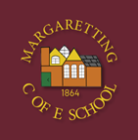 MARGARETTING
1864
C OF E SCHOOL